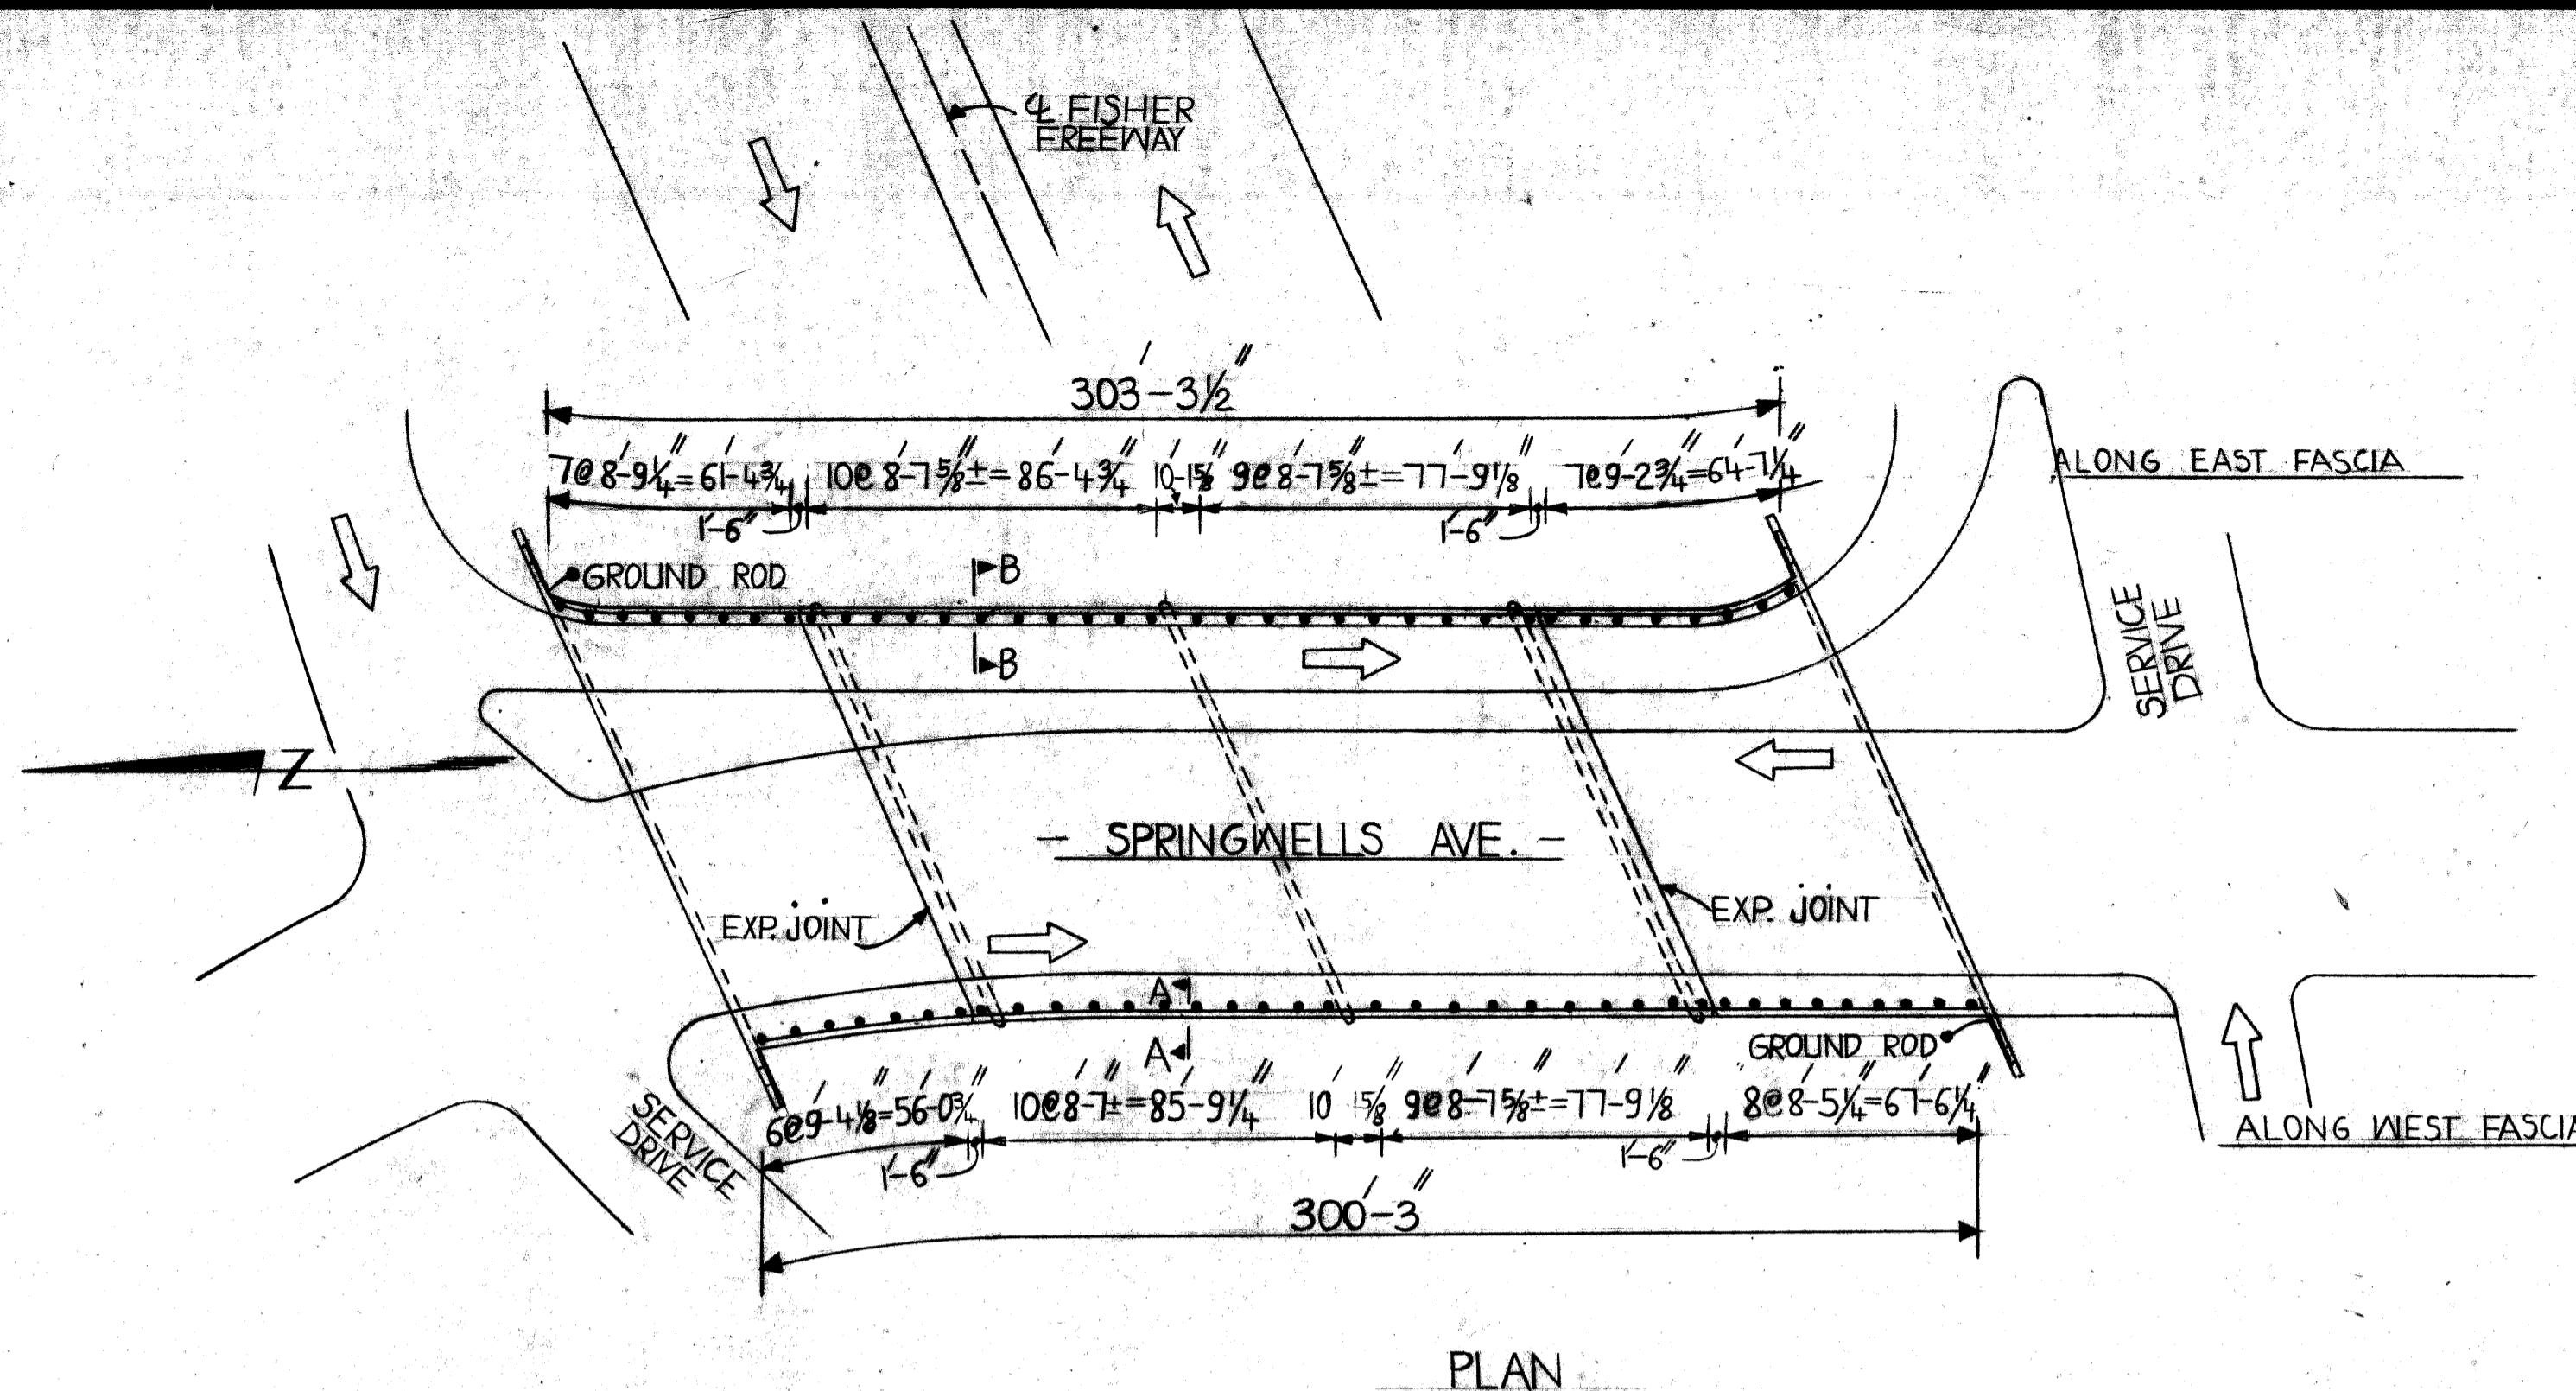 ℄ FISHER
FREEWAY
303'-3½"
7@8'-9¼"=61'-4¾" 10@8'-7⅝"±=86'-4¾" 10'-1⅝" 9@8'-7⅝"±=77'-9⅛" 7@9'-2¾"=64'-7¼"
ALONG EAST FASCIA
1'-6" 1'-6"
GROUND ROD
B
B
SERVICE
DRIVE
N
- SPRINGWELLS AVE. -
EXP. JOINT
EXP. JOINT
A
A
GROUND ROD
SERVICE
DRIVE
6@9'-4⅛"=56'-0¾" 10@8'-7"±=85'-9¼" 10' 1⅝" 9@8'-7⅝"±=77'-9⅛" 8@8'-5¼"=67'-6¼"
ALONG WEST FASCIA
1'-6" 1'-6"
300'-3"
PLAN